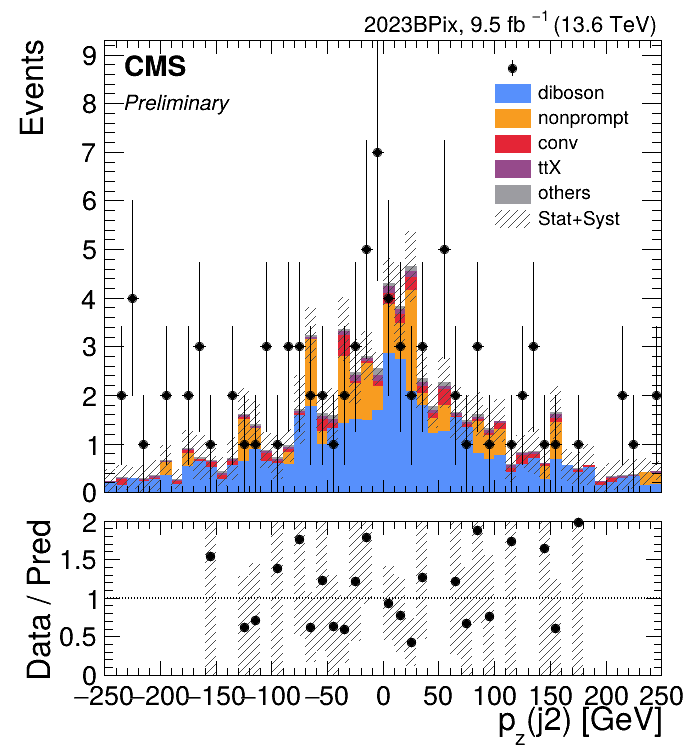 2023BPix, 9.5 fb⁻¹ (13.6 TeV)
CMS
Preliminary
Events
diboson
nonprompt
conv
ttX
others
Stat+Syst
9
8
7
6
5
4
3
2
1
0
Data / Pred
2
1.5
1
0.5
0
−250 −200 −150 −100 −50 0 50 100 150 200 250
p_z(j2) [GeV]